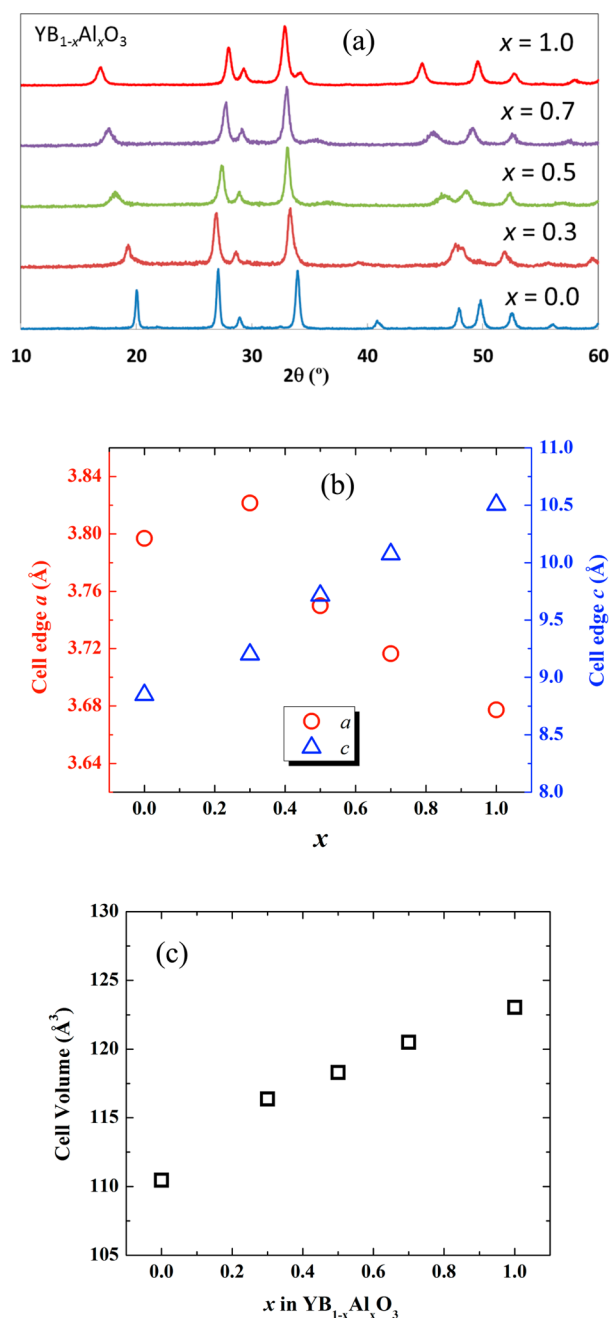 YB1-xAlxO3
(a)
x = 1.0
x = 0.7
x = 0.5
x = 0.3
x = 0.0
10 20 30 40 50 60
2θ (°)
(b)
3.84
3.80
3.76
3.72
3.68
3.64
Cell edge a (Å)
11.0
10.5
10.0
9.5
9.0
8.5
8.0
Cell edge c (Å)
a
c
0.0 0.2 0.4 0.6 0.8 1.0
x
(c)
130
125
120
115
110
105
Cell Volume (Å3)
0.0 0.2 0.4 0.6 0.8 1.0
x in YB1-xAlxO3